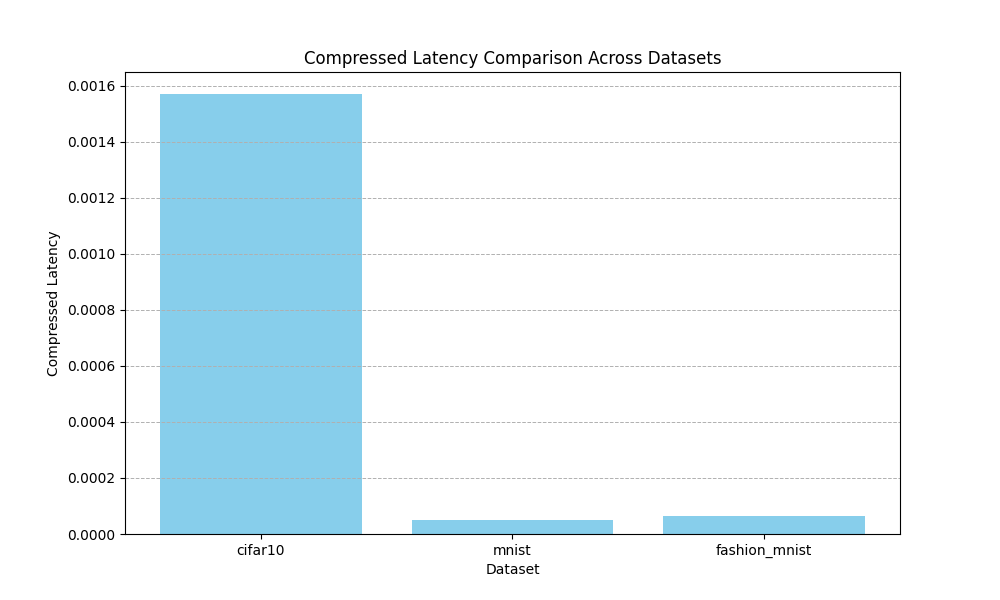 Compressed Latency Comparison Across Datasets
Compressed Latency
0.0016
0.0014
0.0012
0.0010
0.0008
0.0006
0.0004
0.0002
0.0000
cifar10 mnist fashion_mnist
Dataset